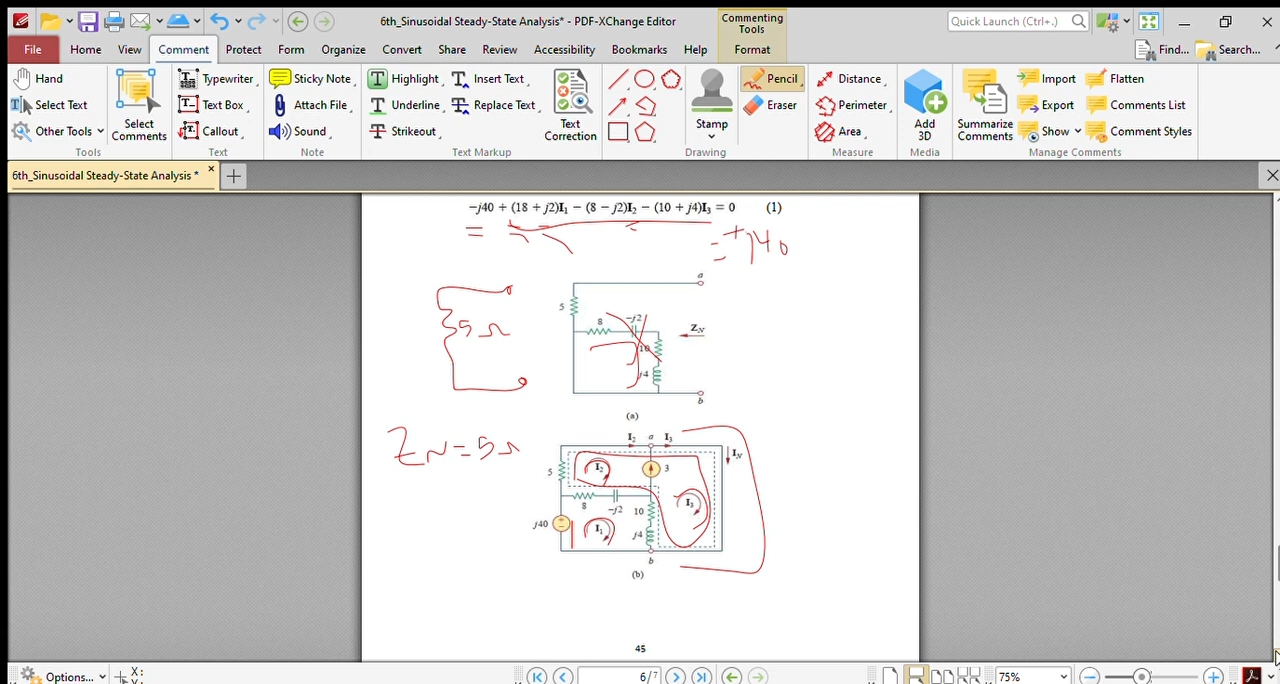 6th_Sinusoidal Steady-State Analysis* - PDF-XChange Editor
Commenting Tools
Quick Launch (Ctrl+.)
File Home View Comment Protect Form Organize Convert Share Review Accessibility Bookmarks Help Format Find... Search...
Hand
Select Text
Other Tools
Select Comments
Tools
Typewriter
Text Box
Callout
Text
Sticky Note
Attach File
Sound
Note
Highlight
Underline
Strikeout
Insert Text
Replace Text
Text Correction
Text Markup
Stamp
Pencil
Eraser
Drawing
Distance
Perimeter
Area
Measure
Add 3D
Media
Summarize Comments
Import
Export
Show
Flatten
Comments List
Comment Styles
Manage Comments
6th_Sinusoidal Steady-State Analysis *
-j40 + (18 + j2)I₁ − (8 − j2)I₂ − (10 + j4)I₃ = 0 (1)
= = +j40
a
5
8 -j2
10
j4
Z_N
b
5Ω
(a)
Z_N = 5Ω
I₂ a I₃
I_N
5 I₂ 3
8 -j2 10 I₃
j40 I₁ j4
b
(b)
45
Options... X:
Y:
6/7
75%